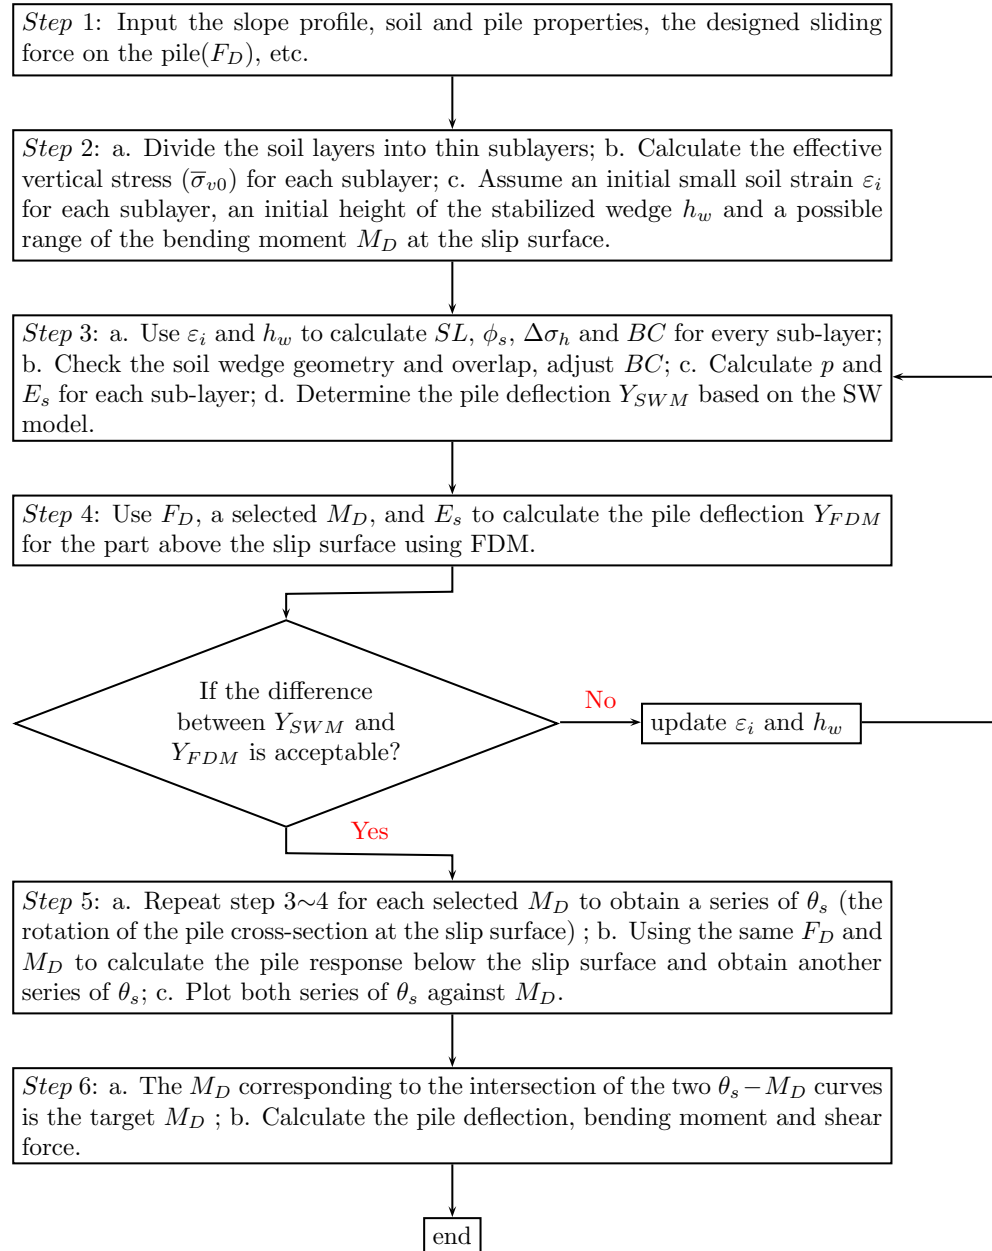 Step 1: Input the slope profile, soil and pile properties, the designed sliding
force on the pile(F_D), etc.
Step 2: a. Divide the soil layers into thin sublayers; b. Calculate the effective
vertical stress (σ̅_{v0}) for each sublayer; c. Assume an initial small soil strain ε_i
for each sublayer, an initial height of the stabilized wedge h_w and a possible
range of the bending moment M_D at the slip surface.
Step 3: a. Use ε_i and h_w to calculate SL, ϕ_s, Δσ_h and BC for every sub-layer;
b. Check the soil wedge geometry and overlap, adjust BC; c. Calculate p and
E_s for each sub-layer; d. Determine the pile deflection Y_{SWM} based on the SW
model.
Step 4: Use F_D, a selected M_D, and E_s to calculate the pile deflection Y_{FDM}
for the part above the slip surface using FDM.
If the difference
between Y_{SWM} and
Y_{FDM} is acceptable?
No
update ε_i and h_w
Yes
Step 5: a. Repeat step 3∼4 for each selected M_D to obtain a series of θ_s (the
rotation of the pile cross-section at the slip surface) ; b. Using the same F_D and
M_D to calculate the pile response below the slip surface and obtain another
series of θ_s; c. Plot both series of θ_s against M_D.
Step 6: a. The M_D corresponding to the intersection of the two θ_s − M_D curves
is the target M_D ; b. Calculate the pile deflection, bending moment and shear
force.
end